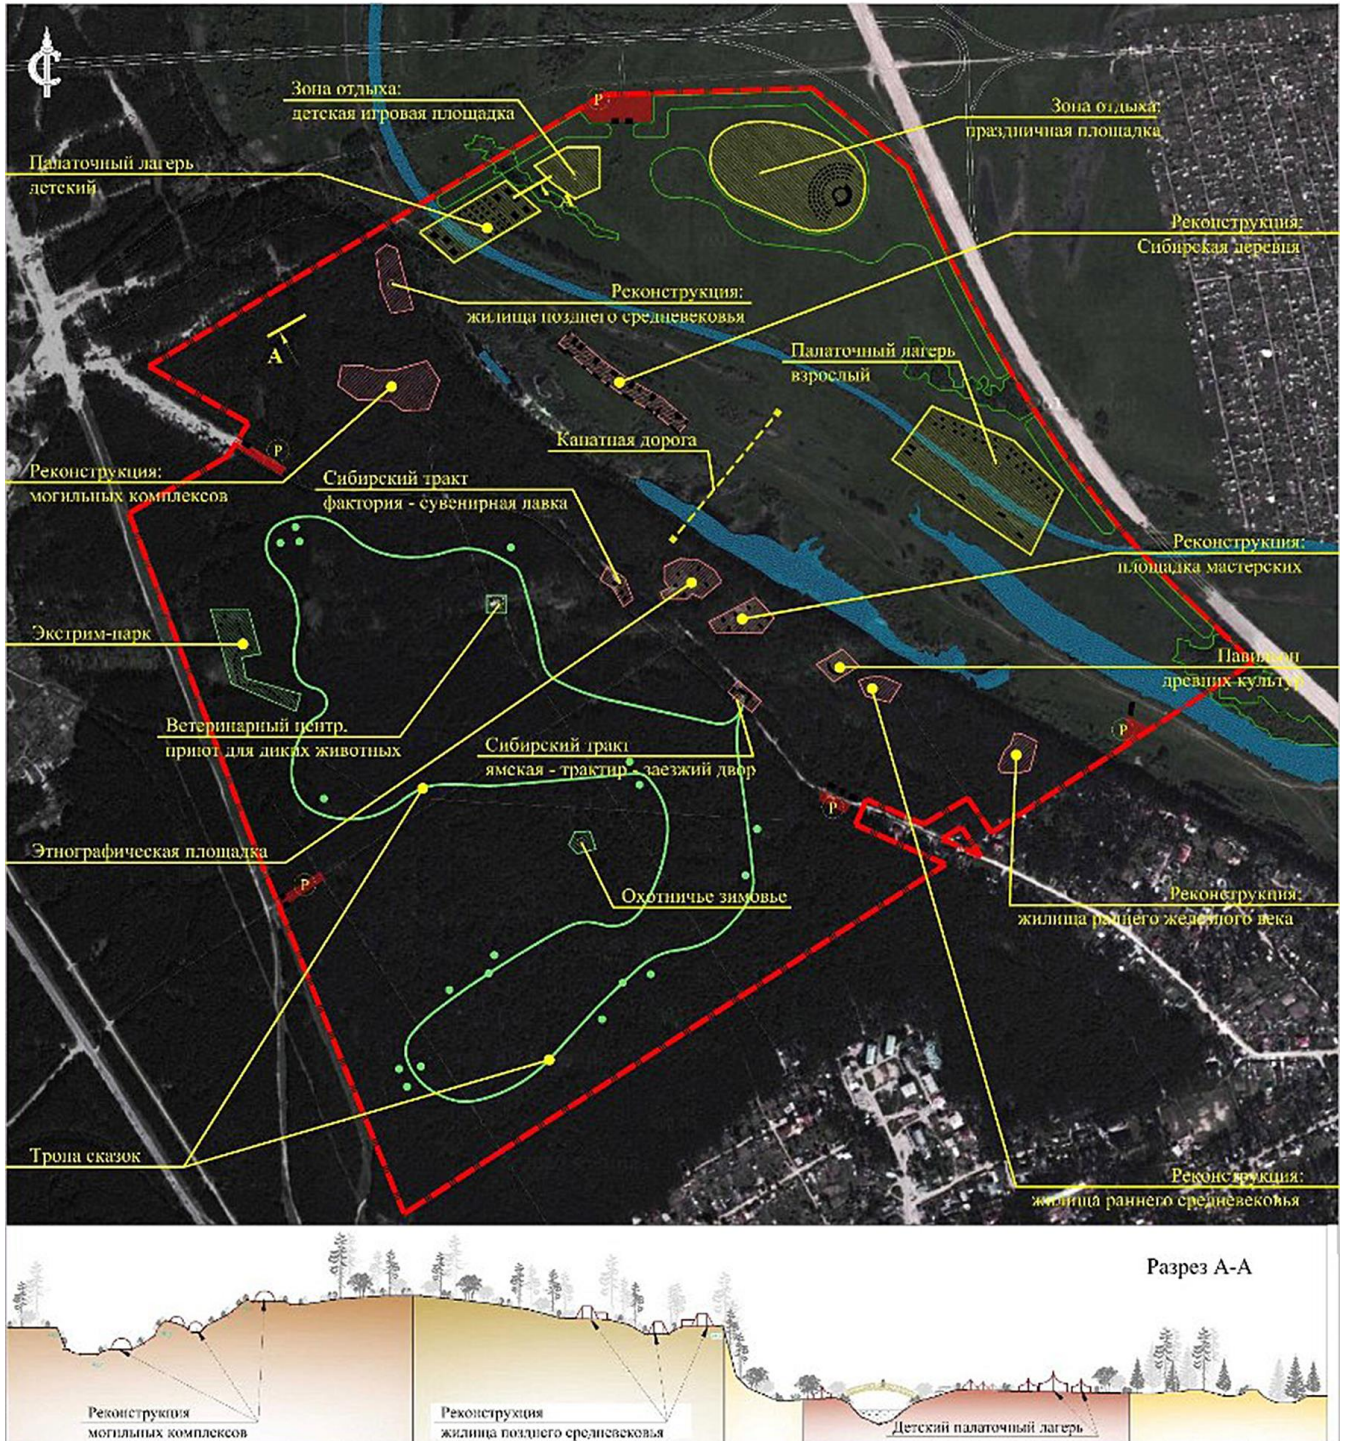 Р
Зона отдыха:
детская игровая площадка
Зона отдыха:
праздничная площадка
Палаточный лагерь
детский
Реконструкция:
Сибирская деревня
Реконструкция:
жилища позднего средневековья
А
Палаточный лагерь
взрослый
Канатная дорога
Р
Реконструкция:
могильных комплексов
Сибирский тракт
фактория - сувенирная лавка
Реконструкция:
площадка мастерских
Экстрим-парк
Павильон
древних культур
Ветеринарный центр,
приют для диких животных
Сибирский тракт
ямская - трактир - заезжий двор
Р
Р
Этнографическая площадка
Р
Охотничье зимовье
Реконструкция:
жилища раннего железного века
Тропа сказок
Реконструкция:
жилища раннего средневековья
Разрез А-А
Реконструкция
могильных комплексов
Реконструкция
жилища позднего средневековья
Детский палаточный лагерь